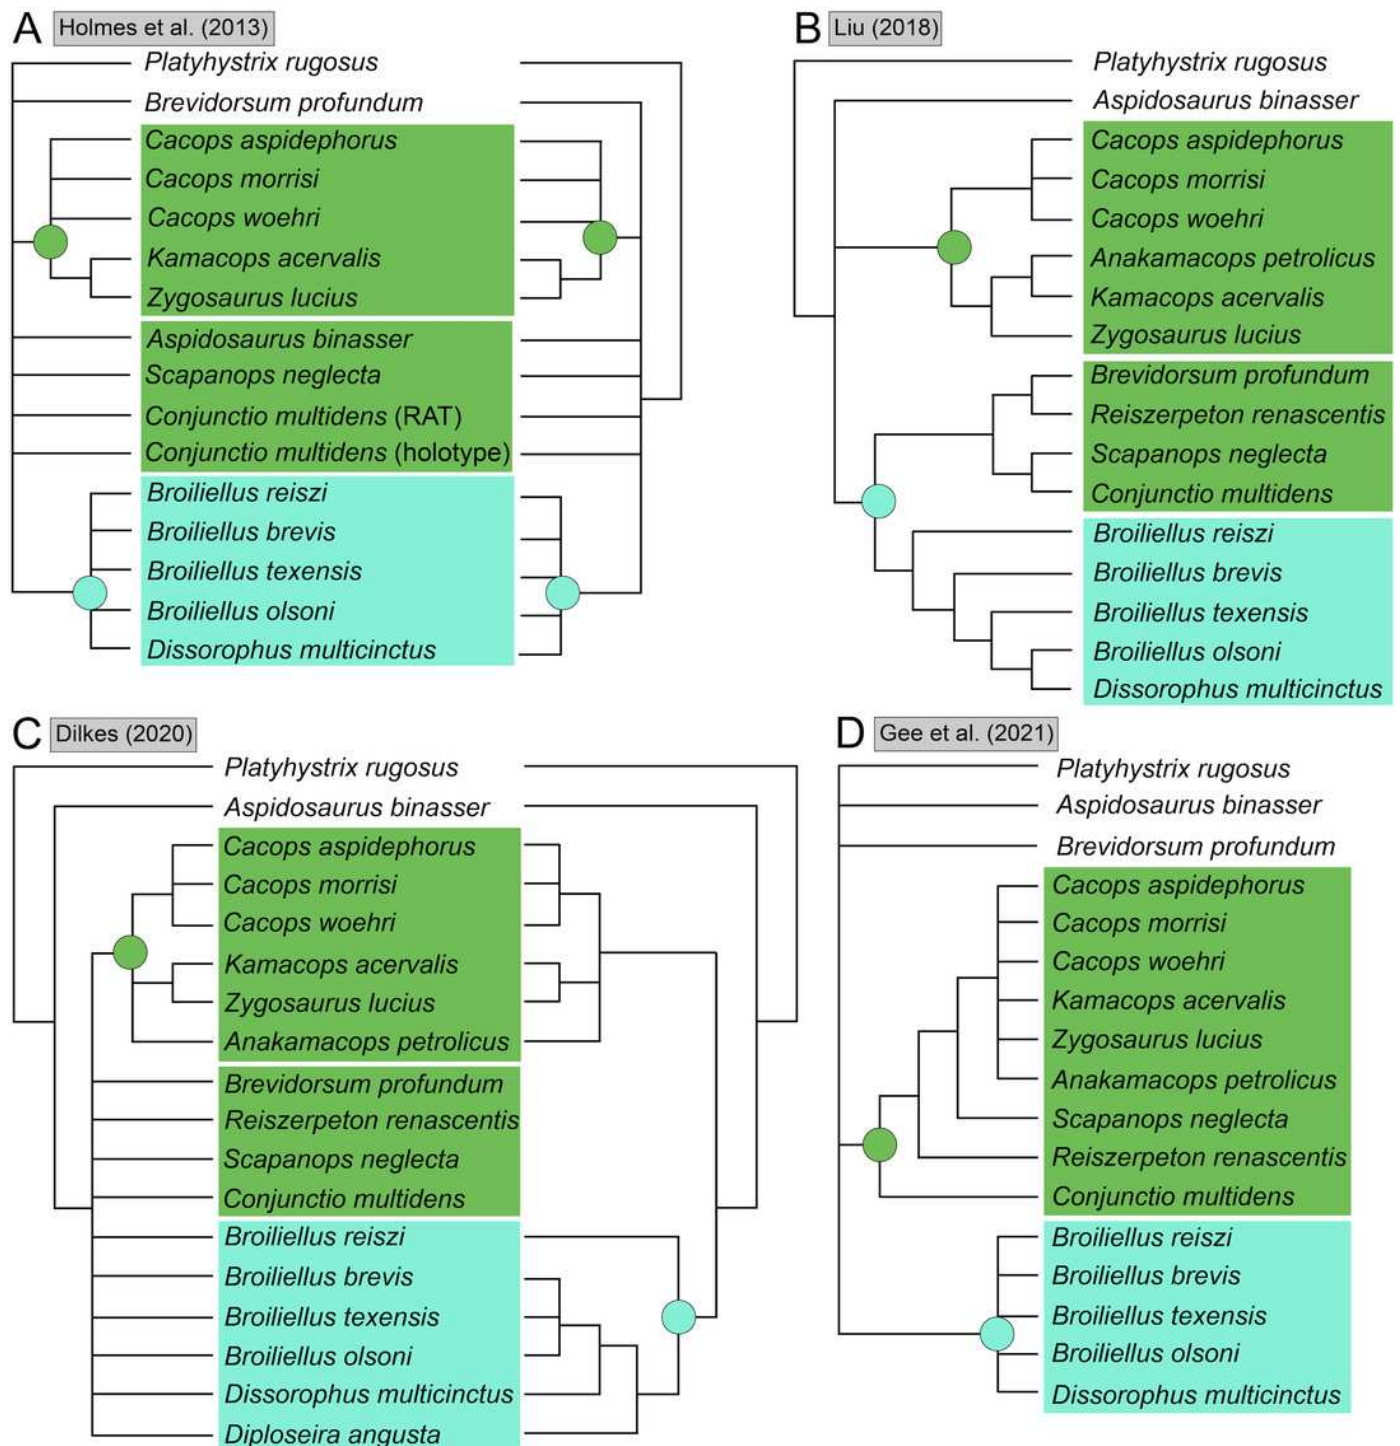 A Holmes et al. (2013)
Platyhystrix rugosus
Brevidorsum profundum
Cacops aspidephorus
Cacops morrisi
Cacops woehri
Kamacops acervalis
Zygosaurus lucius
Aspidosaurus binasser
Scapanops neglecta
Conjunctio multidens (RAT)
Conjunctio multidens (holotype)
Broiliellus reiszi
Broiliellus brevis
Broiliellus texensis
Broiliellus olsoni
Dissorophus multicinctus
B Liu (2018)
Platyhystrix rugosus
Aspidosaurus binasser
Cacops aspidephorus
Cacops morrisi
Cacops woehri
Anakamacops petrolicus
Kamacops acervalis
Zygosaurus lucius
Brevidorsum profundum
Reiszerpeton renascentis
Scapanops neglecta
Conjunctio multidens
Broiliellus reiszi
Broiliellus brevis
Broiliellus texensis
Broiliellus olsoni
Dissorophus multicinctus
C Dilkes (2020)
Platyhystrix rugosus
Aspidosaurus binasser
Cacops aspidephorus
Cacops morrisi
Cacops woehri
Kamacops acervalis
Zygosaurus lucius
Anakamacops petrolicus
Brevidorsum profundum
Reiszerpeton renascentis
Scapanops neglecta
Conjunctio multidens
Broiliellus reiszi
Broiliellus brevis
Broiliellus texensis
Broiliellus olsoni
Dissorophus multicinctus
Diploseira angusta
D Gee et al. (2021)
Platyhystrix rugosus
Aspidosaurus binasser
Brevidorsum profundum
Cacops aspidephorus
Cacops morrisi
Cacops woehri
Kamacops acervalis
Zygosaurus lucius
Anakamacops petrolicus
Scapanops neglecta
Reiszerpeton renascentis
Conjunctio multidens
Broiliellus reiszi
Broiliellus brevis
Broiliellus texensis
Broiliellus olsoni
Dissorophus multicinctus